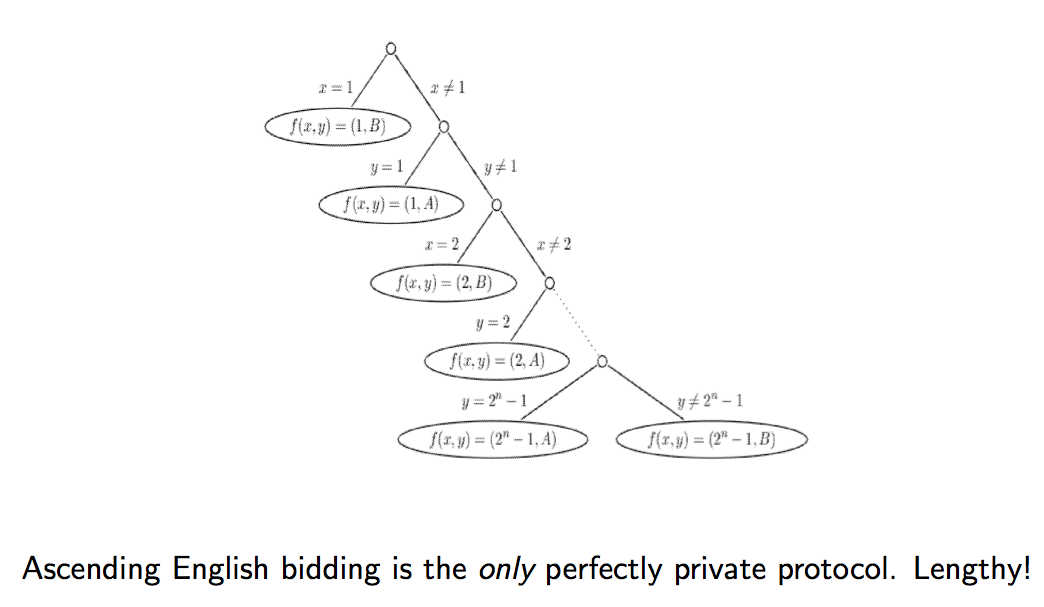 x = 1
x ≠ 1
f(x,y) = (1, B)
y = 1
y ≠ 1
f(x,y) = (1, A)
x = 2
x ≠ 2
f(x,y) = (2, B)
y = 2
f(x,y) = (2, A)
y = 2ⁿ − 1
y ≠ 2ⁿ − 1
f(x,y) = (2ⁿ − 1, A)
f(x,y) = (2ⁿ − 1, B)
Ascending English bidding is the only perfectly private protocol. Lengthy!